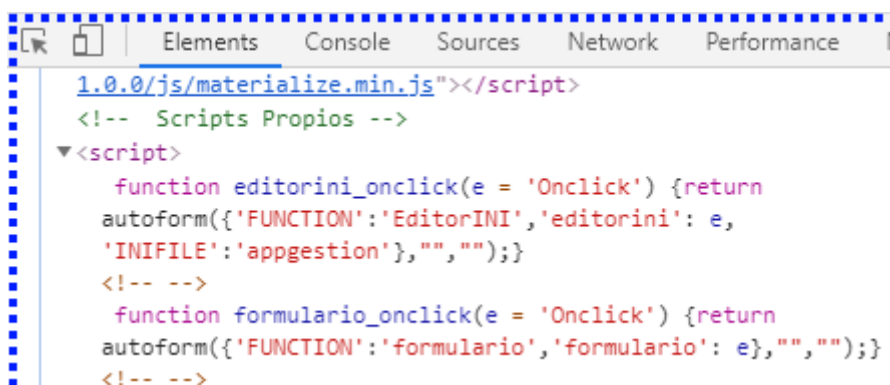 Elements Console Sources Network Performance
1.0.0/js/materialize.min.js"></script>
<!--  Scripts Propios -->
▼<script>
function editorini_onclick(e = 'Onclick') {return
autoform({'FUNCTION':'EditorINI','editorini': e,
'INIFILE':'appgestion'},"","");}
<!-- -->
function formulario_onclick(e = 'Onclick') {return
autoform({'FUNCTION':'formulario','formulario': e},"","");}
<!-- -->